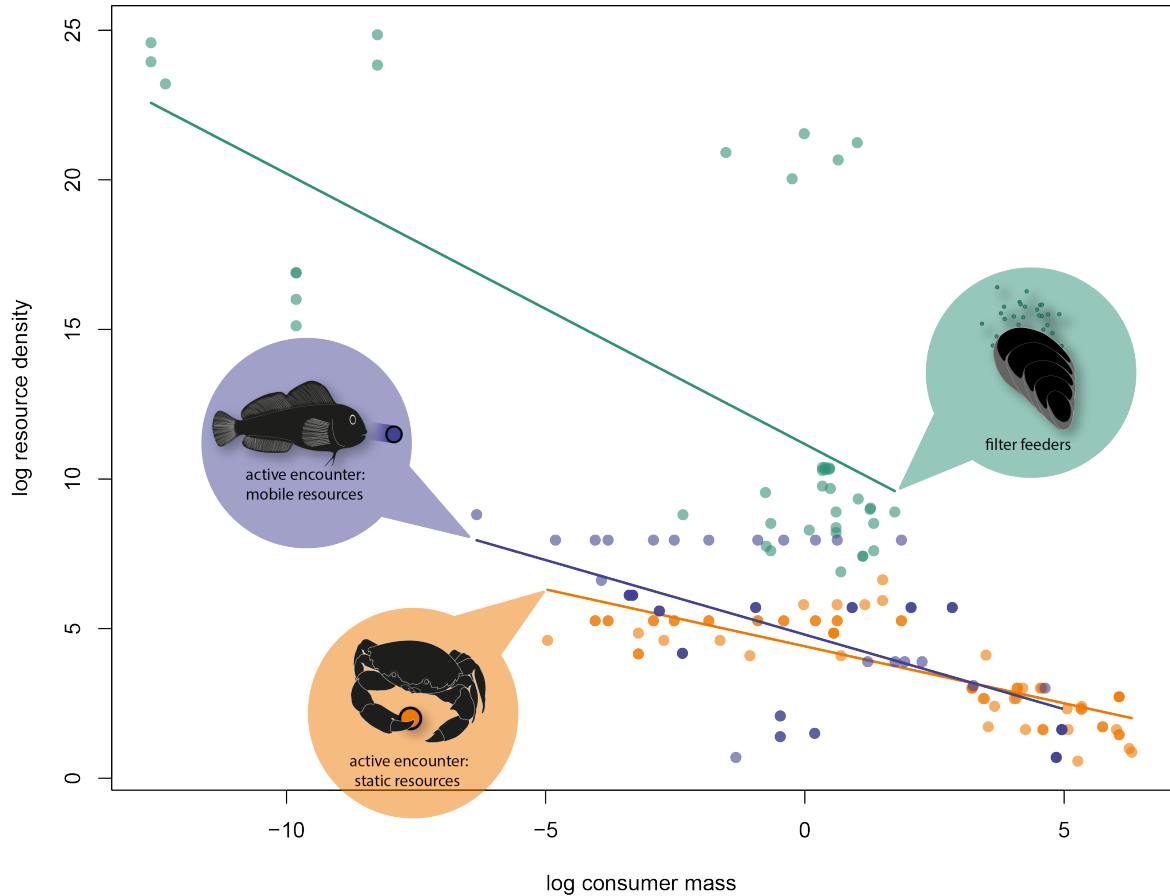 25
20
15
10
5
0
log resource density
filter feeders
active encounter:
mobile resources
active encounter:
static resources
−10
−5
0
5
log consumer mass